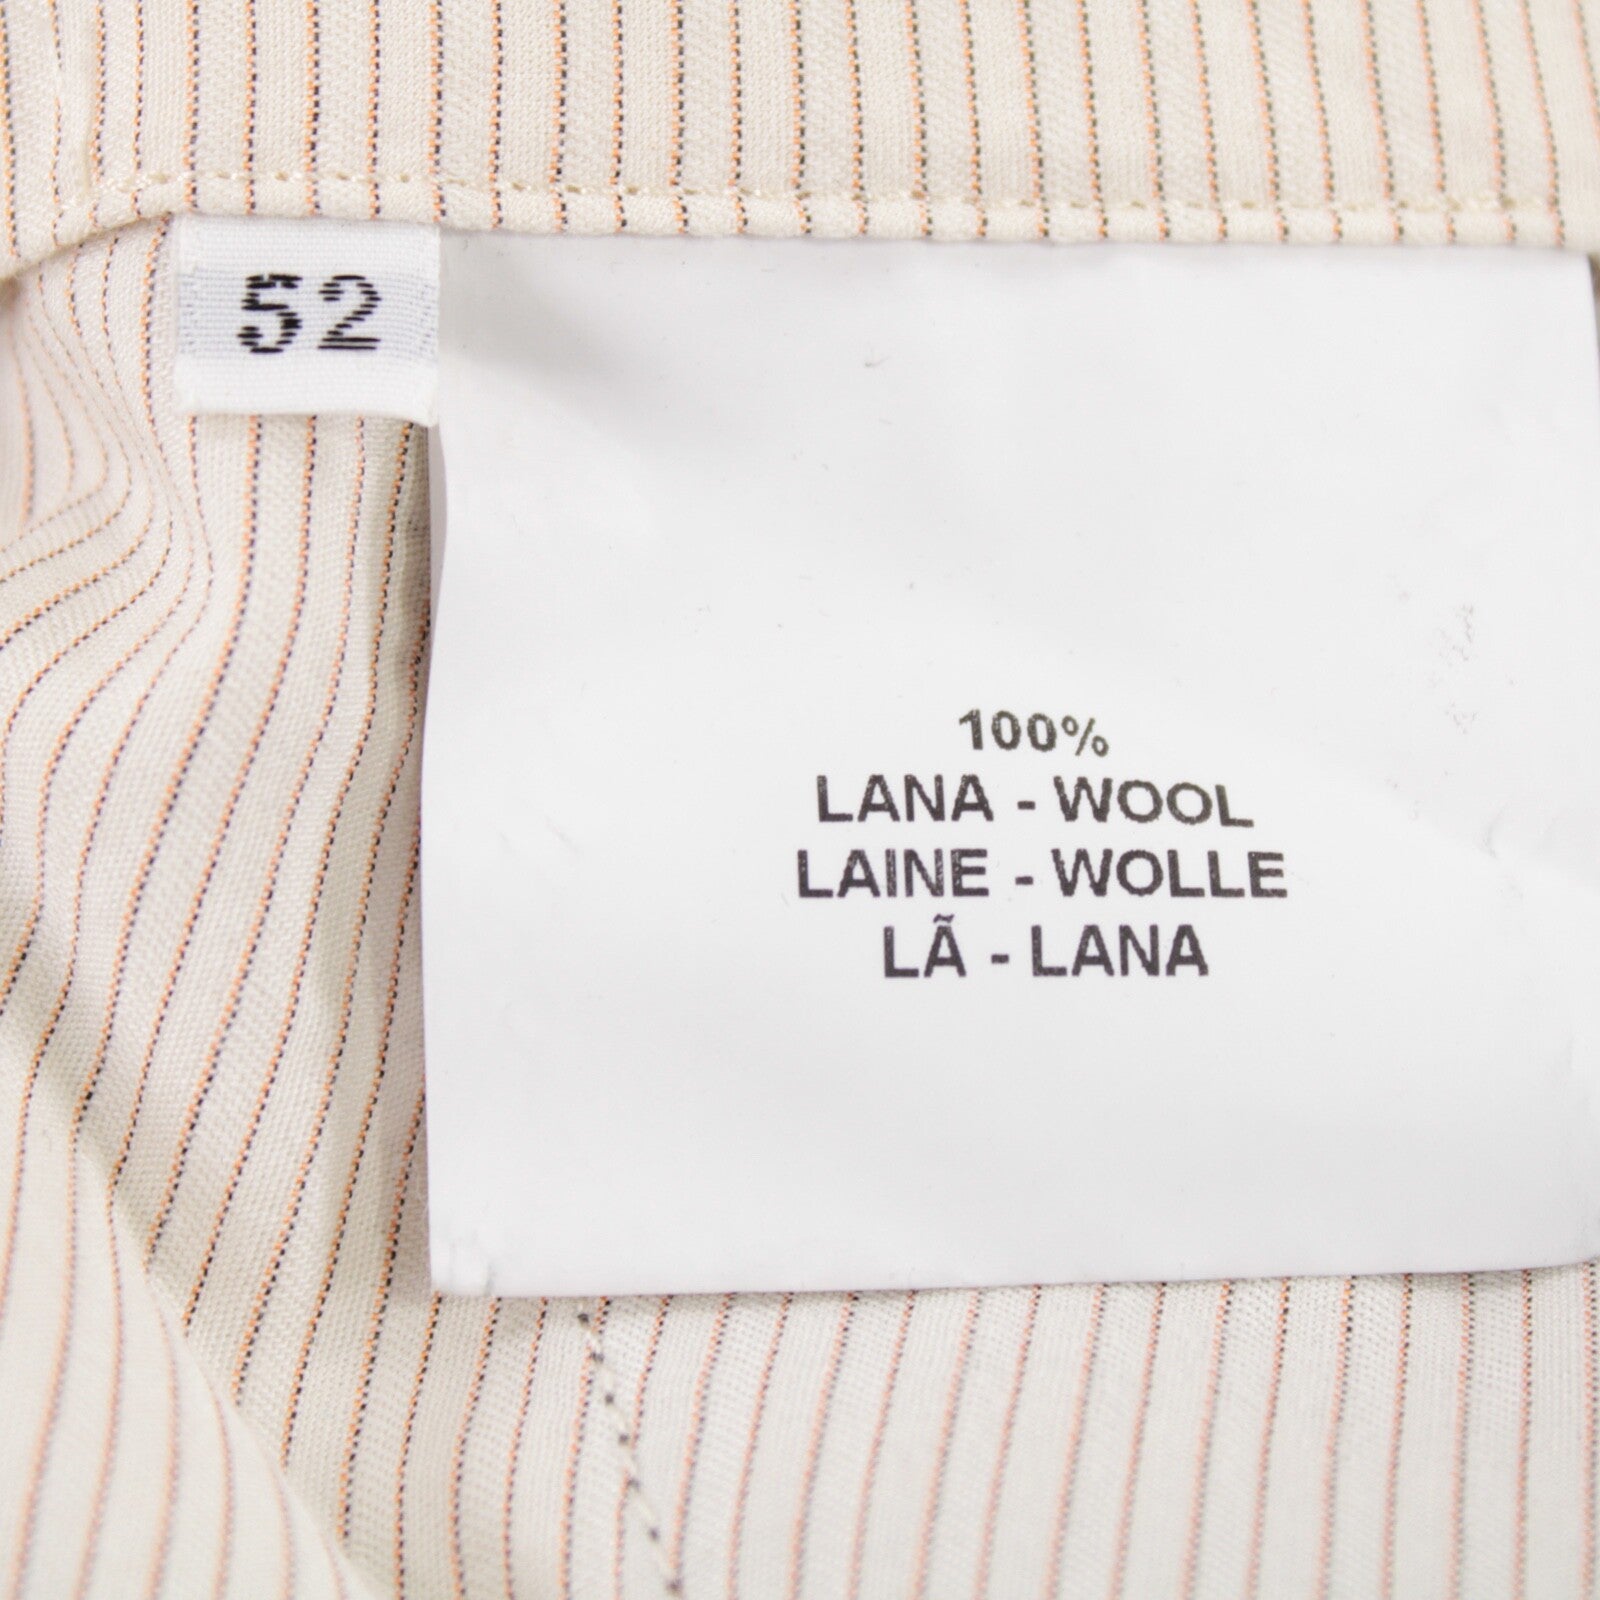 52
100%
LANA - WOOL
LAINE - WOLLE
LÃ - LANA